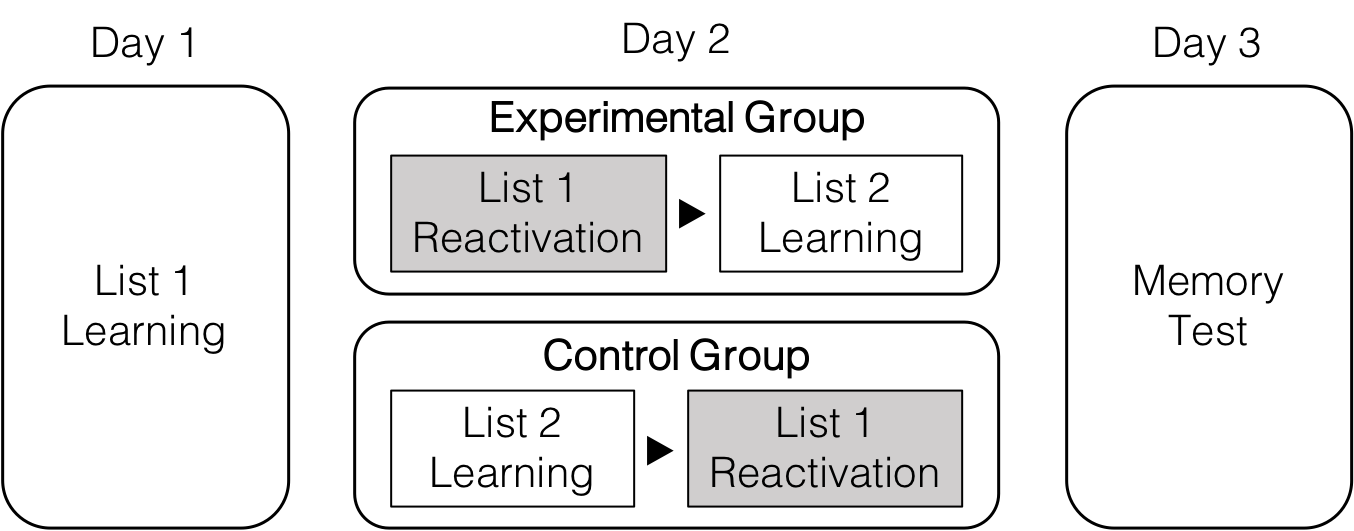 Day 1
Day 2
Day 3
List 1
Learning
Experimental Group
List 1
Reactivation
List 2
Learning
Control Group
List 2
Learning
List 1
Reactivation
Memory
Test